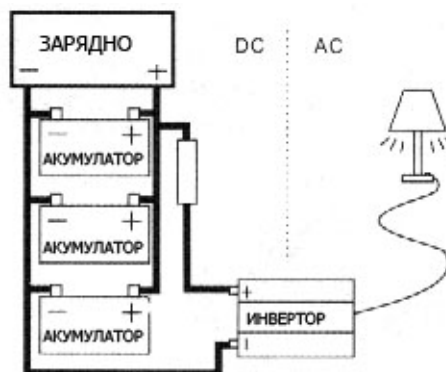 ЗАРЯДНО
− +
DC AC
− +
АКУМУЛАТОР
− +
АКУМУЛАТОР
− +
АКУМУЛАТОР
+
ИНВЕРТОР
−